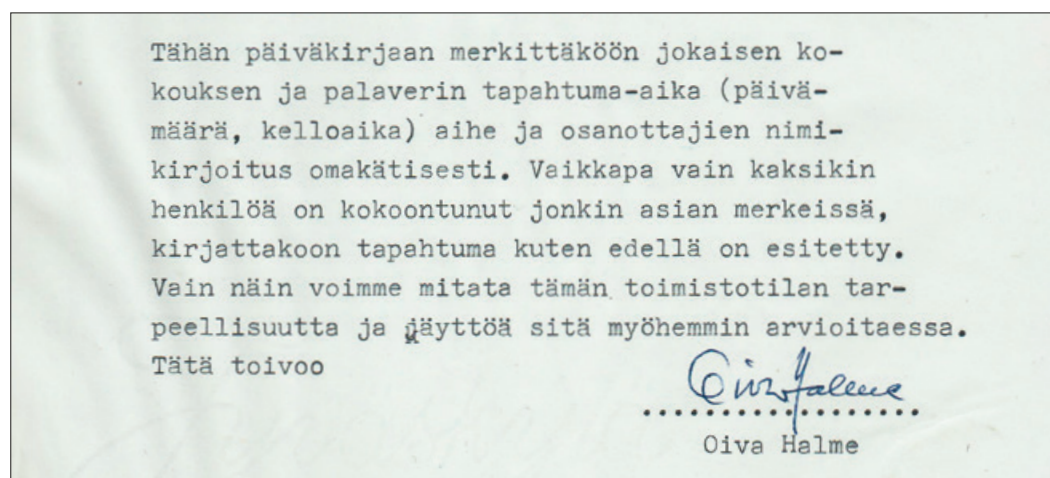 Tähän päiväkirjaan merkittäköön jokaisen ko-
kouksen ja palaverin tapahtuma-aika (päivä-
määrä, kelloaika) aihe ja osanottajien nimi-
kirjoitus omakätisesti. Vaikkapa vain kaksikin
henkilöä on kokoontunut jonkin asian merkeissä,
kirjattakoon tapahtuma kuten edellä on esitetty.
Vain näin voimme mitata tämän toimistotilan tar-
peellisuutta ja jäyttöä sitä myöhemmin arvioitaessa.
Tätä toivoo
Oiva Halme
..................
Oiva Halme